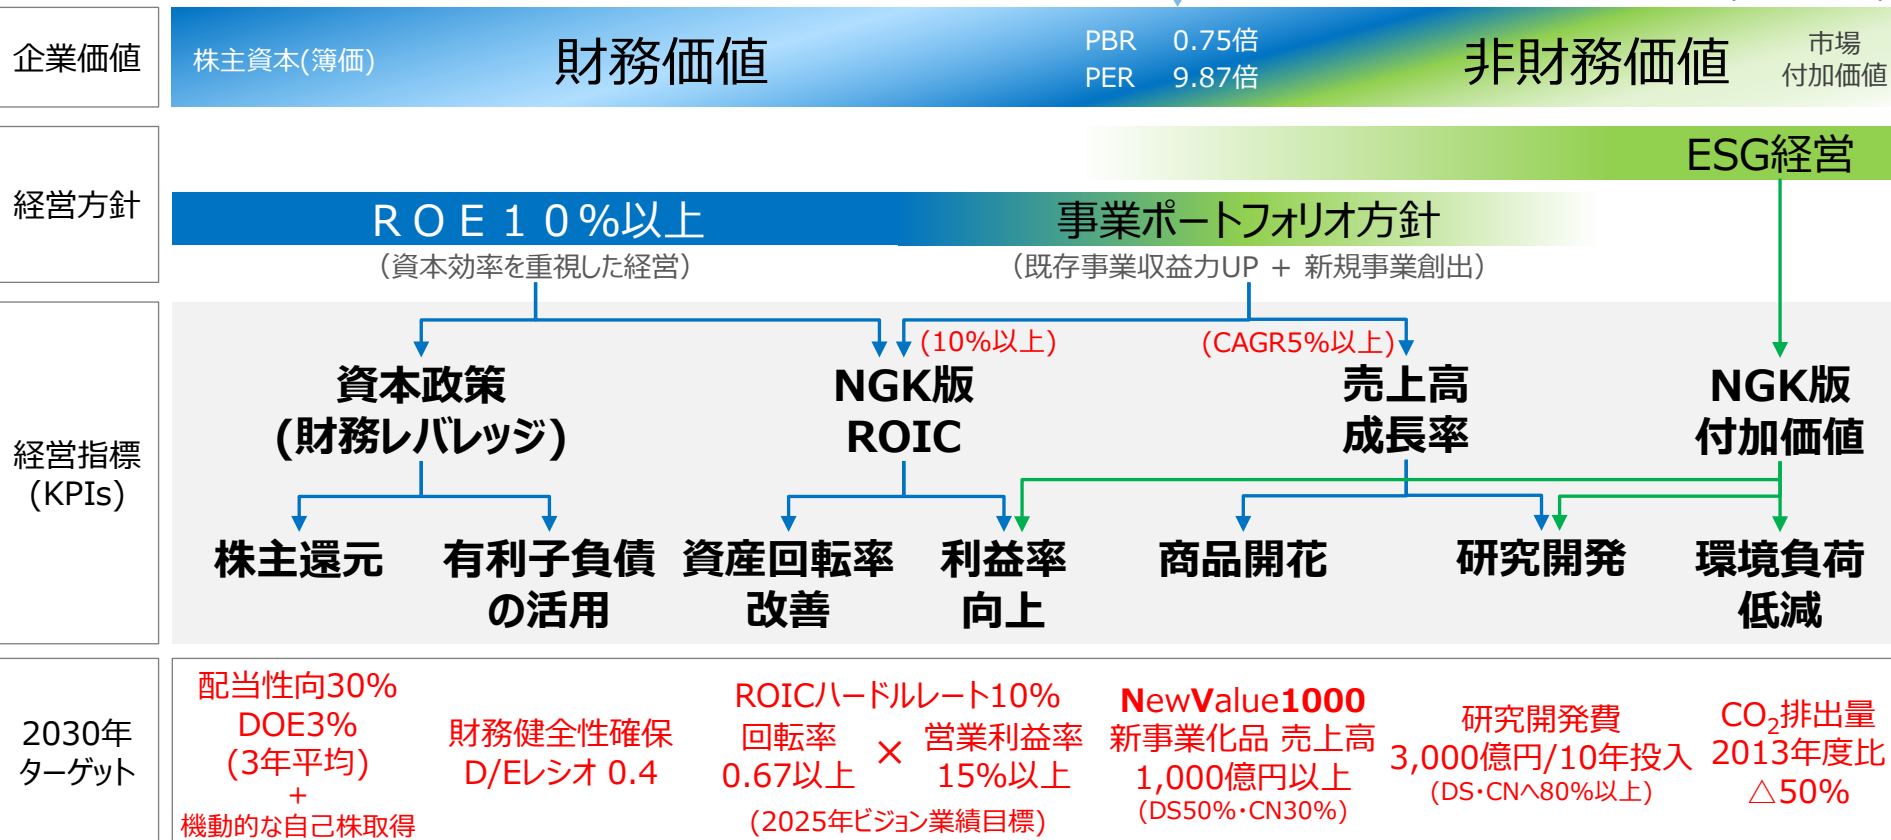 企業価値
株主資本(簿価)
財務価値
PBR 0.75倍
PER 9.87倍
非財務価値
市場
付加価値
経営方針
ESG経営
ＲＯＥ１０％以上
(資本効率を重視した経営)
事業ポートフォリオ方針
(既存事業収益力UP + 新規事業創出)
経営指標
(KPIs)
(10%以上)
(CAGR5%以上)
資本政策
(財務レバレッジ)
NGK版
ROIC
売上高
成長率
NGK版
付加価値
株主還元
有利子負債
の活用
資産回転率
改善
利益率
向上
商品開花
研究開発
環境負荷
低減
2030年
ターゲット
配当性向30%
DOE3%
(3年平均)
+
機動的な自己株取得
財務健全性確保
D/Eレシオ 0.4
ROICハードルレート10%
回転率
0.67以上
×
営業利益率
15%以上
(2025年ビジョン業績目標)
NewValue1000
新事業化品 売上高
1,000億円以上
(DS50%・CN30%)
研究開発費
3,000億円/10年投入
(DS・CNへ80%以上)
CO₂排出量
2013年度比
△50%